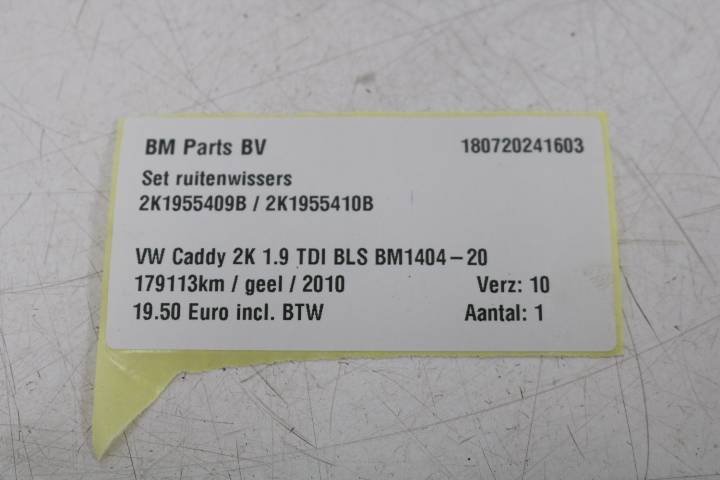 BM Parts BV 180720241603
Set ruitenwissers
2K1955409B / 2K1955410B
VW Caddy 2K 1.9 TDI BLS BM1404-20
179113km / geel / 2010 Verz: 10
19.50 Euro incl. BTW Aantal: 1